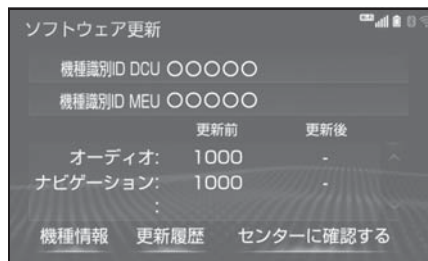 ソフトウェア更新
機種識別ID DCU ○○○○○
機種識別ID MEU ○○○○○
更新前 更新後
オーディオ: 1000 -
ナビゲーション: 1000 -
:
機種情報 更新履歴 センターに確認する